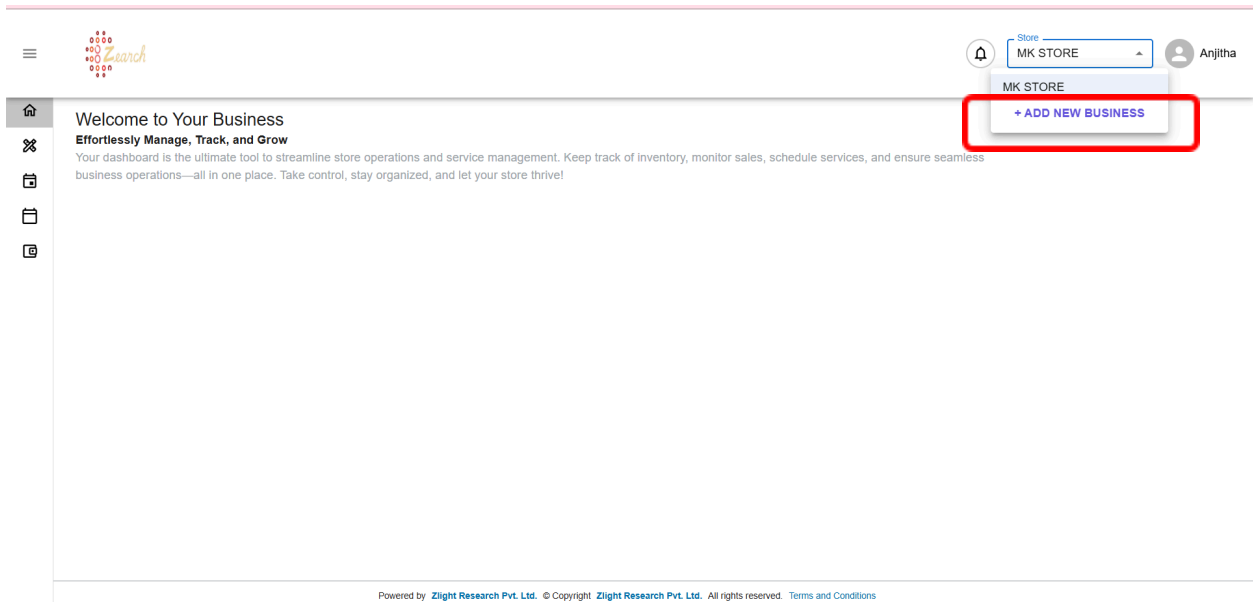 Zearch
Store
MK STORE
Anjitha
MK STORE
+ ADD NEW BUSINESS
Welcome to Your Business
Effortlessly Manage, Track, and Grow
Your dashboard is the ultimate tool to streamline store operations and service management. Keep track of inventory, monitor sales, schedule services, and ensure seamless
business operations—all in one place. Take control, stay organized, and let your store thrive!
Powered by Zlight Research Pvt. Ltd. © Copyright Zlight Research Pvt. Ltd. All rights reserved. Terms and Conditions